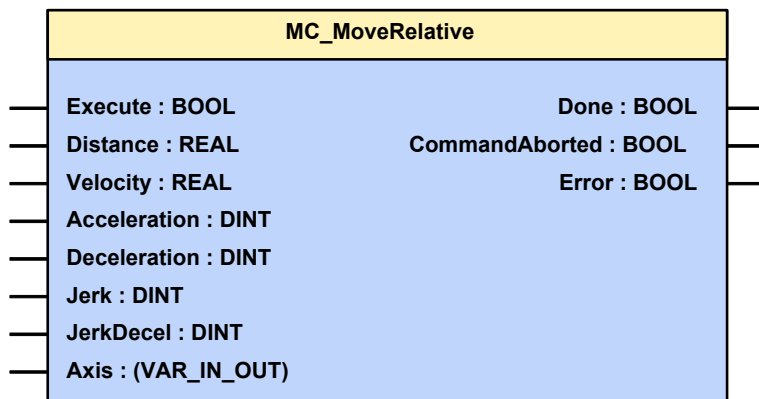 MC_MoveRelative
Execute : BOOL Done : BOOL
Distance : REAL CommandAborted : BOOL
Velocity : REAL Error : BOOL
Acceleration : DINT
Deceleration : DINT
Jerk : DINT
JerkDecel : DINT
Axis : (VAR_IN_OUT)